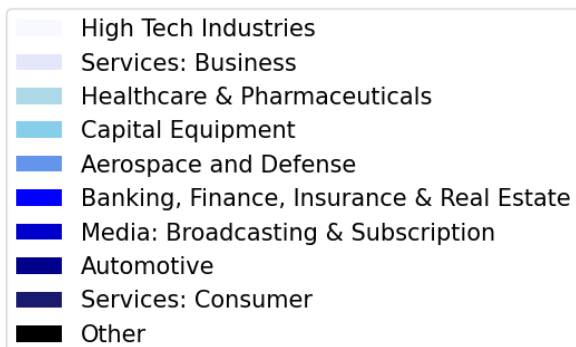 High Tech Industries
Services: Business
Healthcare & Pharmaceuticals
Capital Equipment
Aerospace and Defense
Banking, Finance, Insurance & Real Estate
Media: Broadcasting & Subscription
Automotive
Services: Consumer
Other